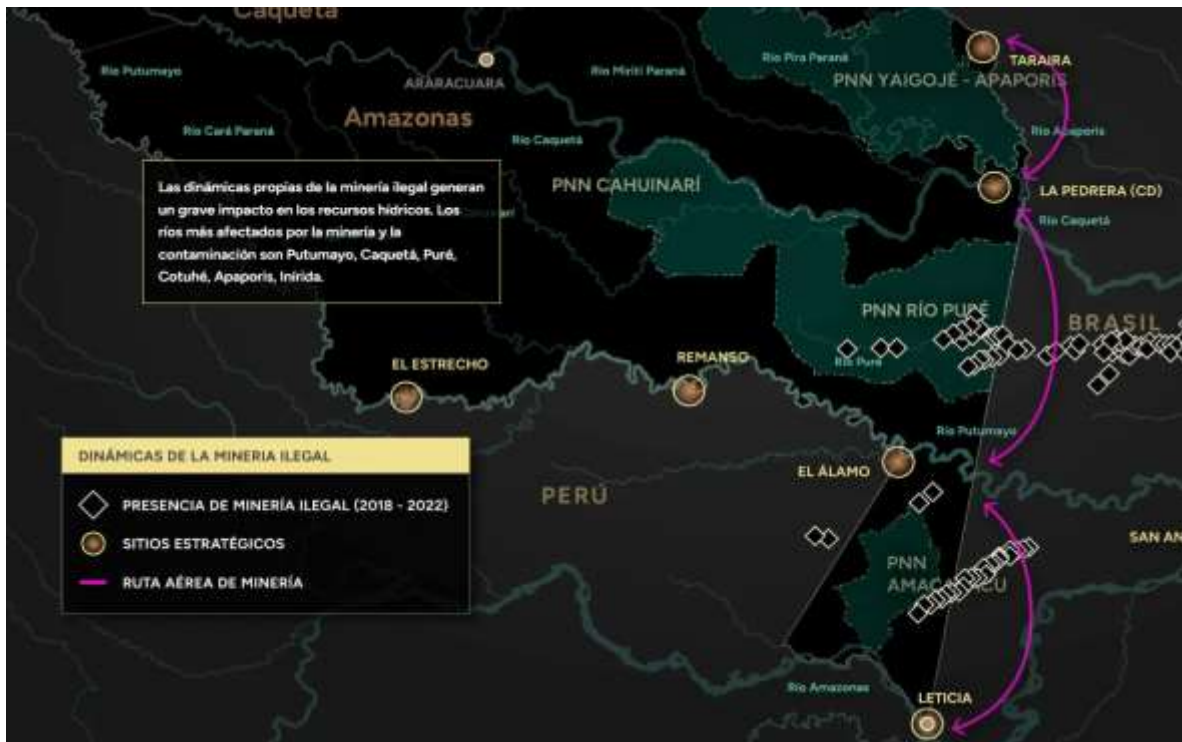 Caquetá
Río Putumayo
ARARACUARA
Río Mirití Paraná
Río Pira Paraná
TARAIRA
PNN YAIGOJÉ - APAPORIS
Amazonas
Río Cará Paraná
Río Caquetá
Río Apaporis
PNN CAHUINARÍ
LA PEDRERA (CD)
Río Caquetá
Las dinámicas propias de la minería ilegal generan
un grave impacto en los recursos hídricos. Los
ríos más afectados por la minería y la
contaminación son Putumayo, Caquetá, Puré,
Cotuhé, Apaporis, Inírida.
PNN RÍO PURÉ
BRASIL
Río Puré
EL ESTRECHO
REMANSO
Río Putumayo
EL ÁLAMO
PERÚ
SAN AN
PNN
AMACAYACU
DINÁMICAS DE LA MINERIA ILEGAL
PRESENCIA DE MINERÍA ILEGAL (2018 - 2022)
SITIOS ESTRATÉGICOS
RUTA AÉREA DE MINERÍA
Río Amazonas
LETICIA